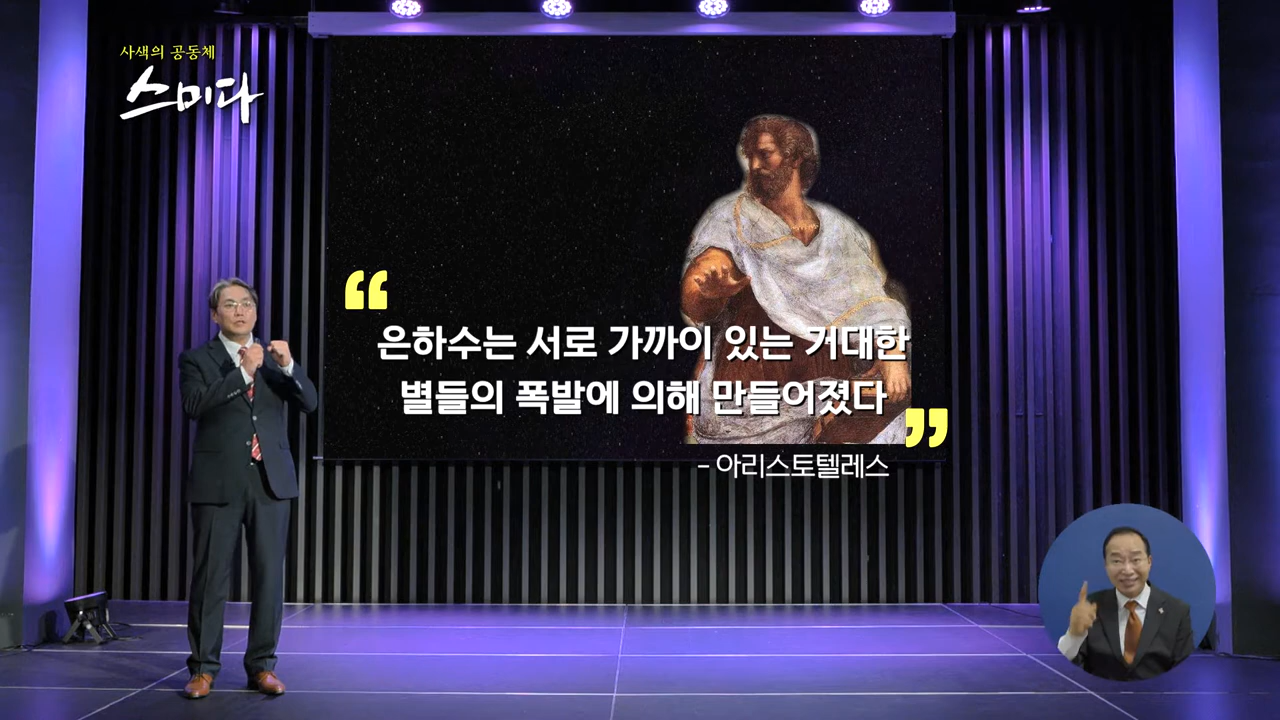 사색의 공동체
스미다
“
은하수는 서로 가까이 있는 거대한
별들의 폭발에 의해 만들어졌다
”
– 아리스토텔레스